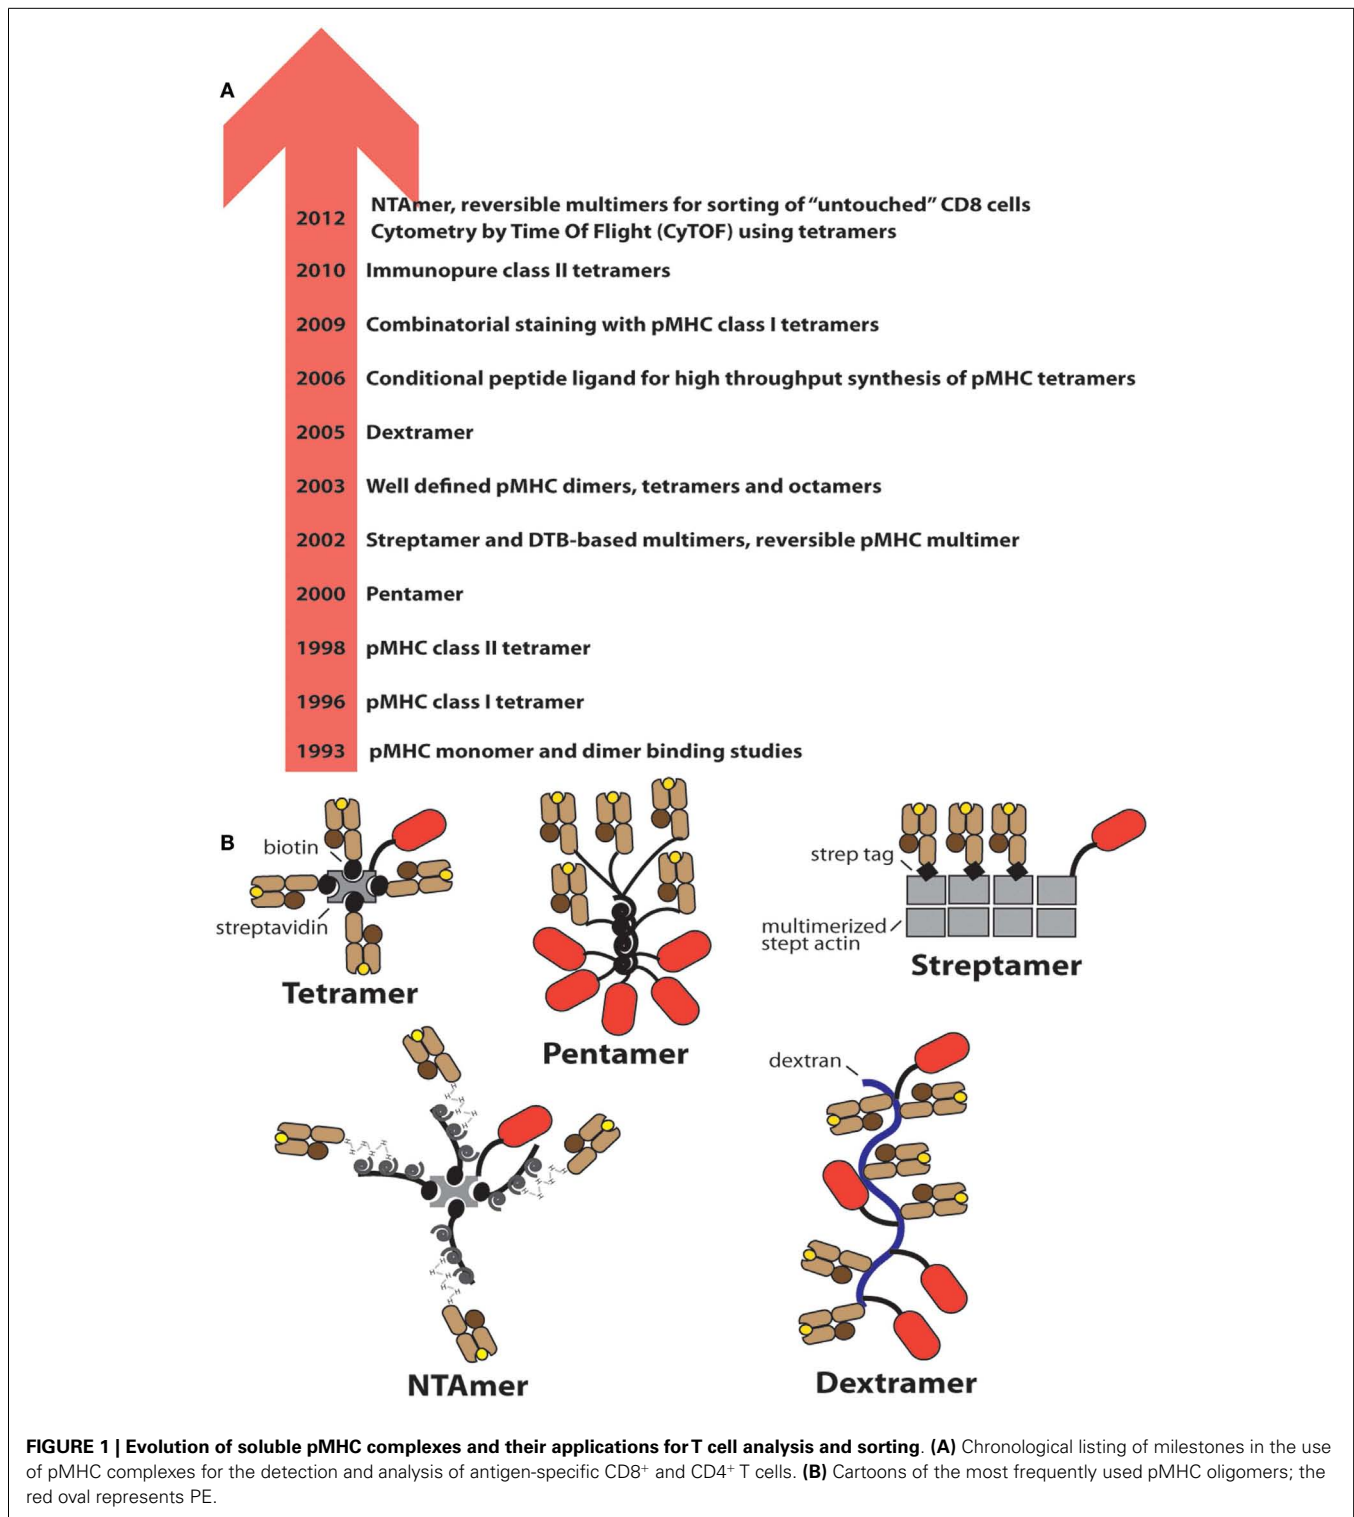 A
2012 NTAmer, reversible multimers for sorting of “untouched” CD8 cells
Cytometry by Time Of Flight (CyTOF) using tetramers
2010 Immunopure class II tetramers
2009 Combinatorial staining with pMHC class I tetramers
2006 Conditional peptide ligand for high throughput synthesis of pMHC tetramers
2005 Dextramer
2003 Well defined pMHC dimers, tetramers and octamers
2002 Streptamer and DTB-based multimers, reversible pMHC multimer
2000 Pentamer
1998 pMHC class II tetramer
1996 pMHC class I tetramer
1993 pMHC monomer and dimer binding studies
B
biotin
streptavidin
Tetramer
Pentamer
strep tag
multimerized
stept actin
Streptamer
H H H H H H
H H H H H H
H H H H H H
H H H H H H
NTAmer
dextran
Dextramer
FIGURE 1 | Evolution of soluble pMHC complexes and their applications for T cell analysis and sorting. (A) Chronological listing of milestones in the use
of pMHC complexes for the detection and analysis of antigen-specific CD8⁺ and CD4⁺ T cells. (B) Cartoons of the most frequently used pMHC oligomers; the
red oval represents PE.